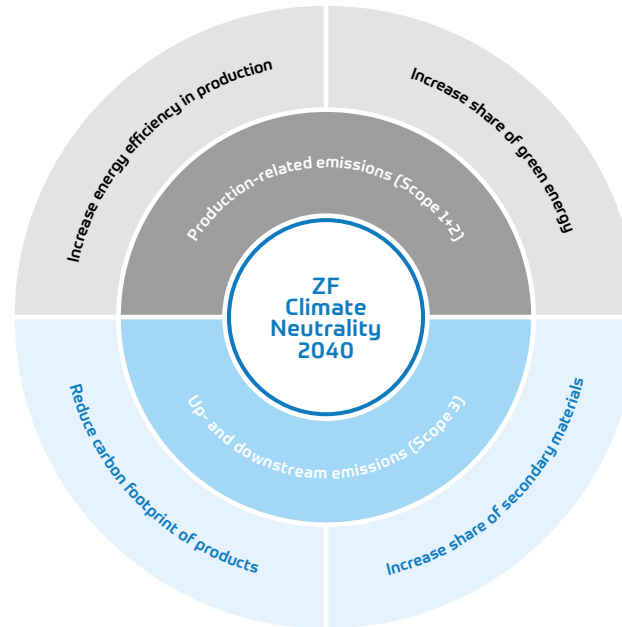 Increase energy efficiency in production
Increase share of green energy
Production-related emissions (Scope 1+2)
ZF
Climate
Neutrality
2040
Up- and downstream emissions (Scope 3)
Reduce carbon footprint of products
Increase share of secondary materials